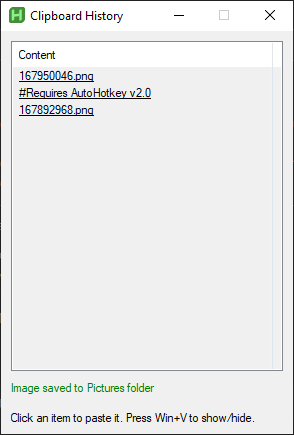 Clipboard History
Content
167950046.png
#Requires AutoHotkey v2.0
167892968.png
Image saved to Pictures folder
Click an item to paste it. Press Win+V to show/hide.